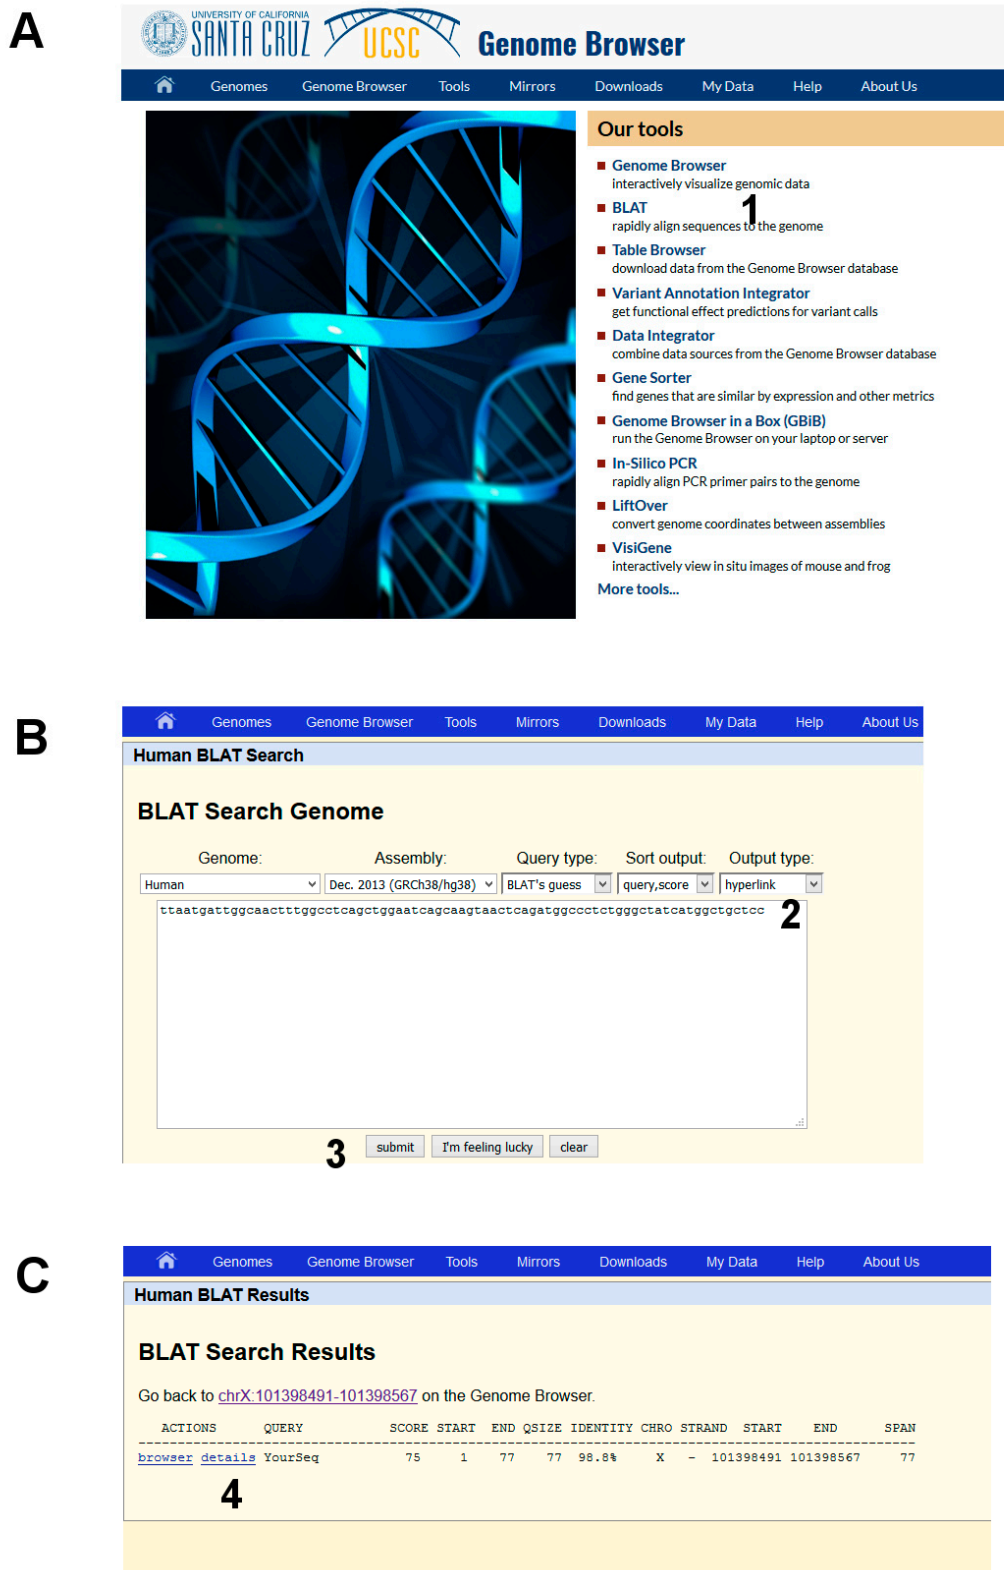 A
UNIVERSITY OF CALIFORNIA
SANTA CRUZ
UCSC
Genome Browser
Genomes Genome Browser Tools Mirrors Downloads My Data Help About Us
Our tools
Genome Browser
interactively visualize genomic data
1
BLAT
rapidly align sequences to the genome
Table Browser
download data from the Genome Browser database
Variant Annotation Integrator
get functional effect predictions for variant calls
Data Integrator
combine data sources from the Genome Browser database
Gene Sorter
find genes that are similar by expression and other metrics
Genome Browser in a Box (GBiB)
run the Genome Browser on your laptop or server
In-Silico PCR
rapidly align PCR primer pairs to the genome
LiftOver
convert genome coordinates between assemblies
VisiGene
interactively view in situ images of mouse and frog
More tools...
B
Genomes Genome Browser Tools Mirrors Downloads My Data Help About Us
Human BLAT Search
BLAT Search Genome
Genome: Assembly: Query type: Sort output: Output type:
Human Dec. 2013 (GRCh38/hg38) BLAT's guess query,score hyperlink
ttaatgattggcaactttggcctcagctggaatcagcaagtaactcagatggccctctgggctatcatggctgctcc
2
3
submit I'm feeling lucky clear
C
Genomes Genome Browser Tools Mirrors Downloads My Data Help About Us
Human BLAT Results
BLAT Search Results
Go back to chrX:101398491-101398567 on the Genome Browser.
ACTIONS QUERY SCORE START END QSIZE IDENTITY CHRO STRAND START END SPAN
---------------------------------------------------------------------------------------------------
browser details YourSeq 75 1 77 77 98.8% X - 101398491 101398567 77
4